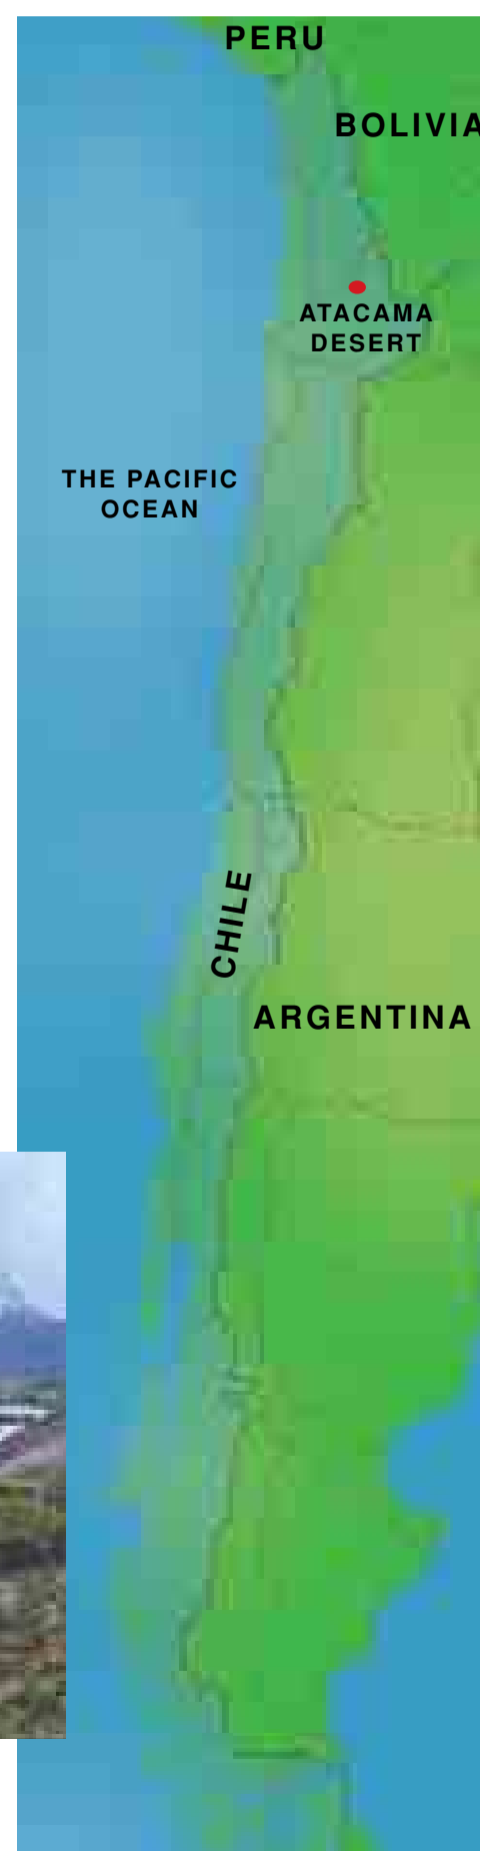 PERU
BOLIVIA
ATACAMA
DESERT
THE PACIFIC
OCEAN
CHILE
ARGENTINA